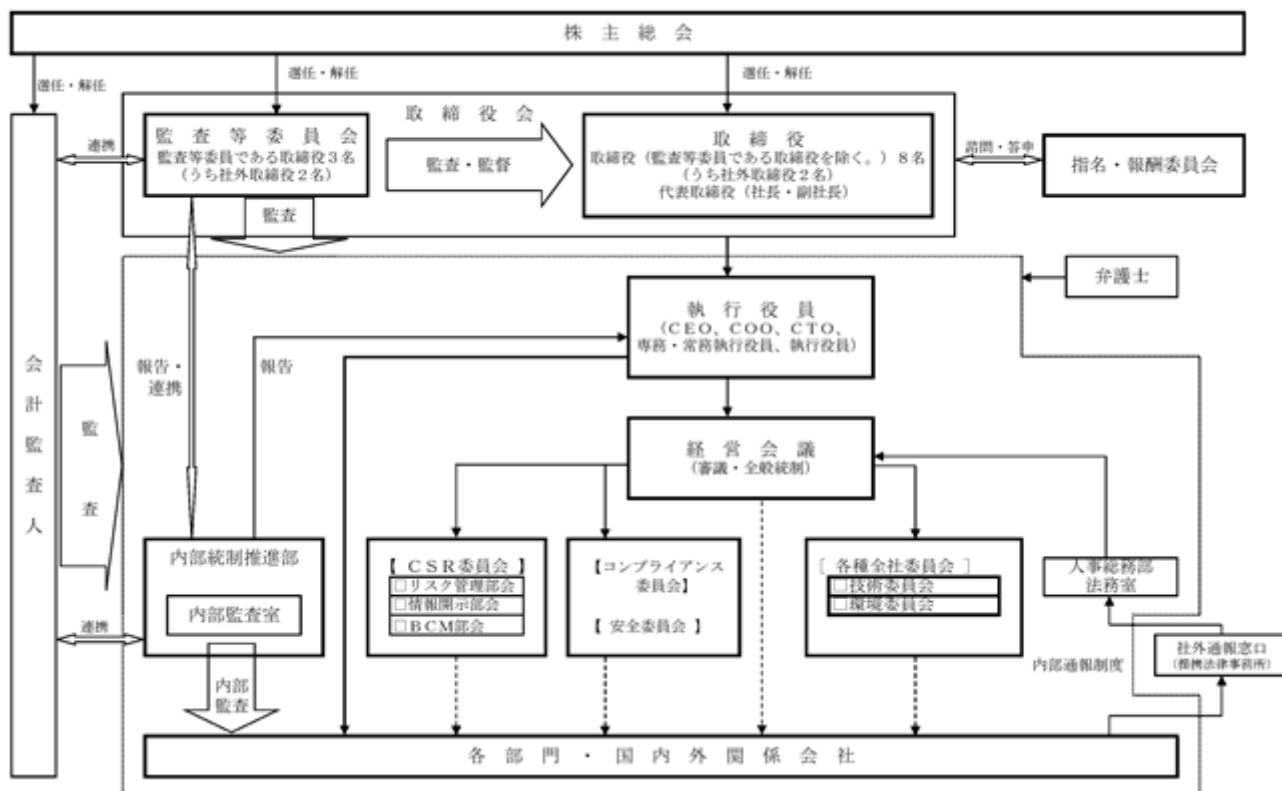 株主総会
選任・解任
選任・解任
選任・解任
取締役会
監査等委員会
監査等委員である取締役3名
(うち社外取締役2名)
連携
監査・監督
取締役
取締役(監査等委員である取締役を除く。)8名
(うち社外取締役2名)
代表取締役(社長・副社長)
諮問・答申
指名・報酬委員会
監査
弁護士
執行役員
(CEO、COO、CTO、
専務・常務執行役員、執行役員)
会計監査人
監査
報告・
連携
報告
経営会議
(審議・全般統制)
内部統制推進部
内部監査室
【CSR委員会】
□リスク管理部会
□情報開示部会
□BCM部会
【コンプライアンス
委員会】
【安全委員会】
[各種全社委員会]
□技術委員会
□環境委員会
人事総務部
法務室
連携
内部
監査
内部通報制度
社外通報窓口
(提携法律事務所)
各部門・国内外関係会社